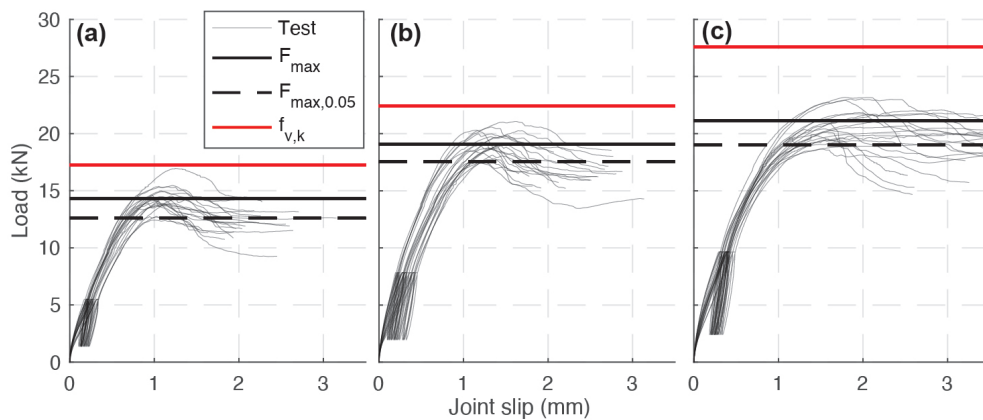 (a)
Test
F_max
F_max,0.05
f_v,k
(b)
(c)
Load (kN)
30
25
20
15
10
5
0
0 1 2 3
0 1 2 3
0 1 2 3
Joint slip (mm)